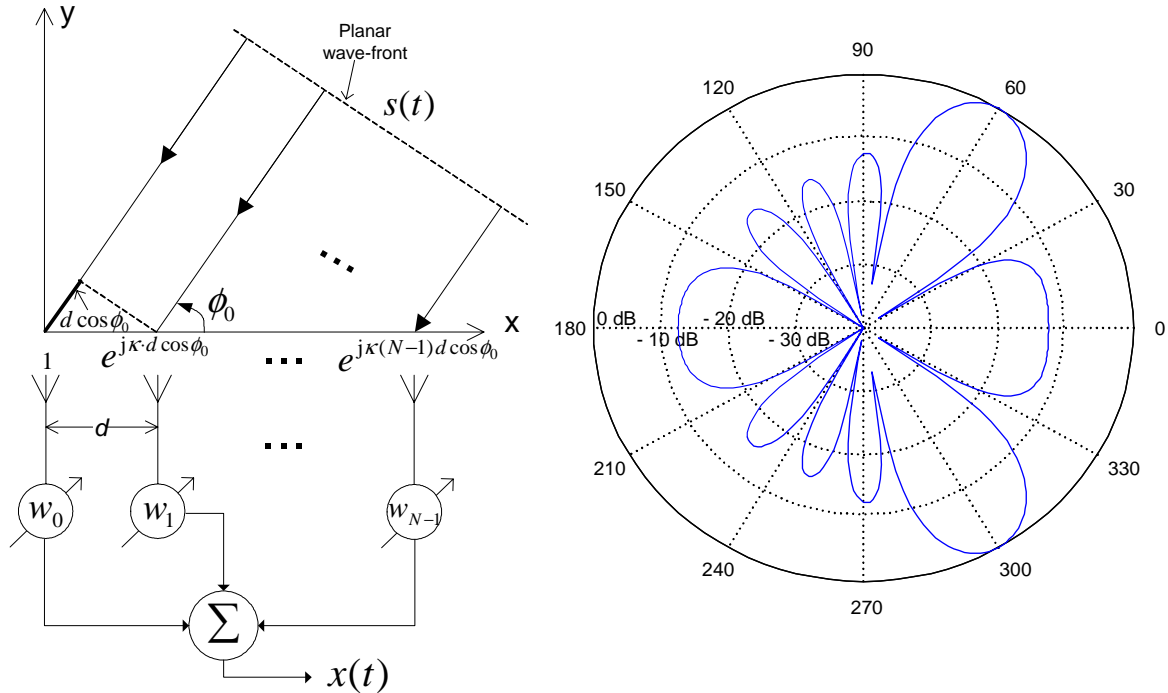 y
Planar
wave-front
s(t)
d cos ϕ₀
ϕ₀
x
1
e^{jκ·d cos ϕ₀}
e^{jκ(N−1)d cos ϕ₀}
d
w₀
w₁
w_{N−1}
Σ
x(t)
90
120
60
150
30
180
0 dB
- 10 dB
- 20 dB
- 30 dB
0
210
330
240
300
270